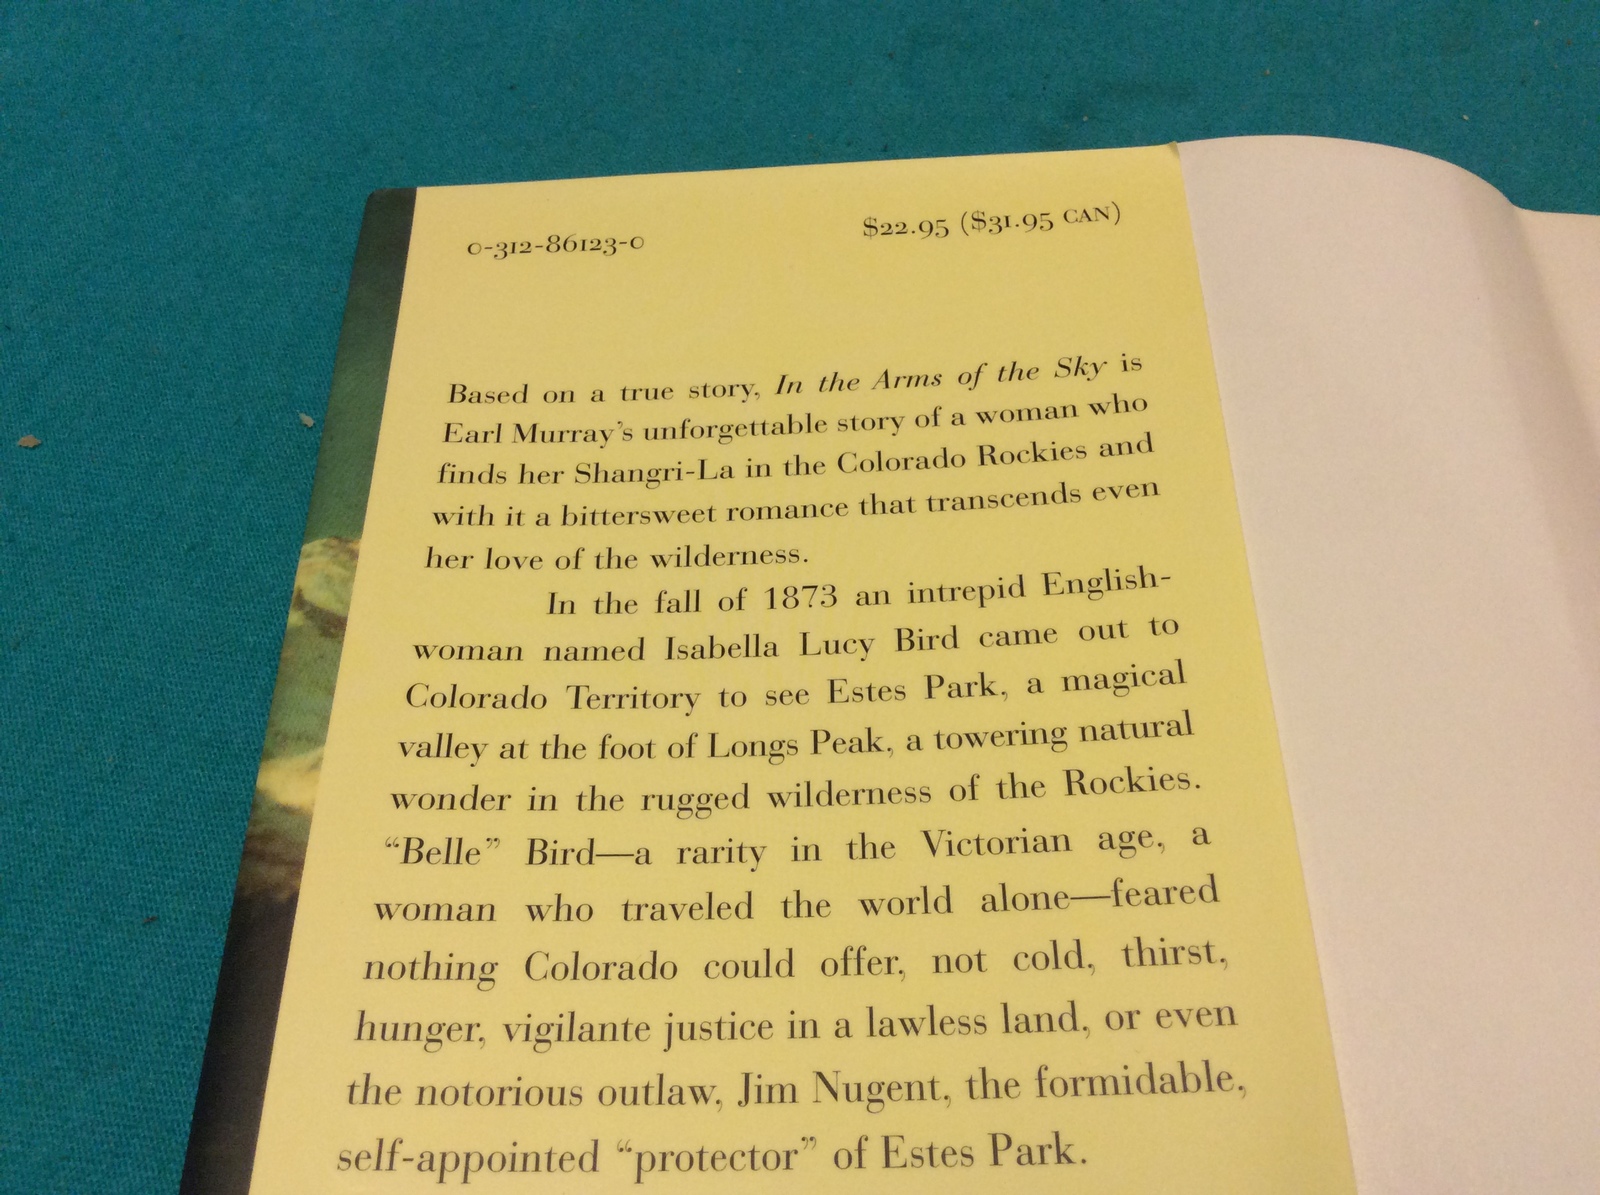 0-312-86123-0
$22.95 ($31.95 CAN)
Based on a true story, In the Arms of the Sky is
Earl Murray's unforgettable story of a woman who
finds her Shangri-La in the Colorado Rockies and
with it a bittersweet romance that transcends even
her love of the wilderness.
In the fall of 1873 an intrepid English-
woman named Isabella Lucy Bird came out to
Colorado Territory to see Estes Park, a magical
valley at the foot of Longs Peak, a towering natural
wonder in the rugged wilderness of the Rockies.
“Belle” Bird—a rarity in the Victorian age, a
woman who traveled the world alone—feared
nothing Colorado could offer, not cold, thirst,
hunger, vigilante justice in a lawless land, or even
the notorious outlaw, Jim Nugent, the formidable,
self-appointed “protector” of Estes Park.